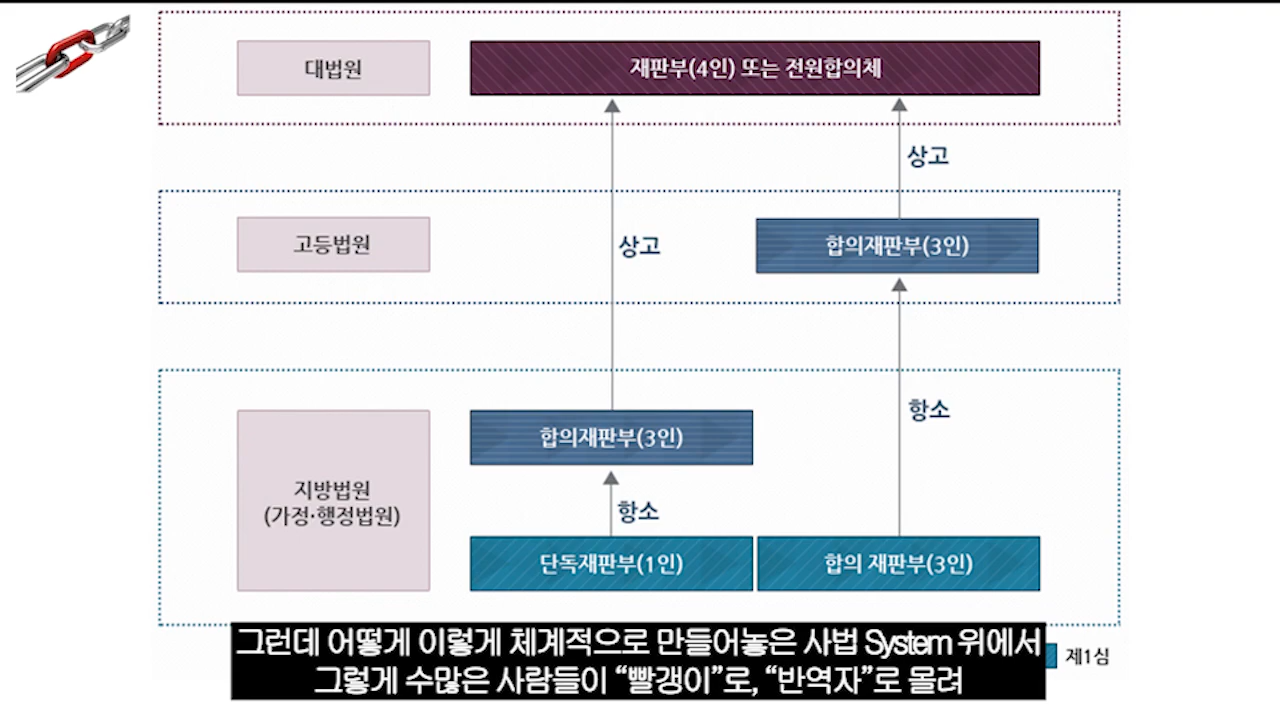 대법원
재판부(4인) 또는 전원합의체
상고
고등법원
상고
합의재판부(3인)
항소
지방법원
(가정·행정법원)
합의재판부(3인)
항소
단독재판부(1인)
합의 재판부(3인)
그런데 어떻게 이렇게 체계적으로 만들어놓은 사법 System 위에서
그렇게 수많은 사람들이 “빨갱이”로, “반역자”로 몰려
제1심